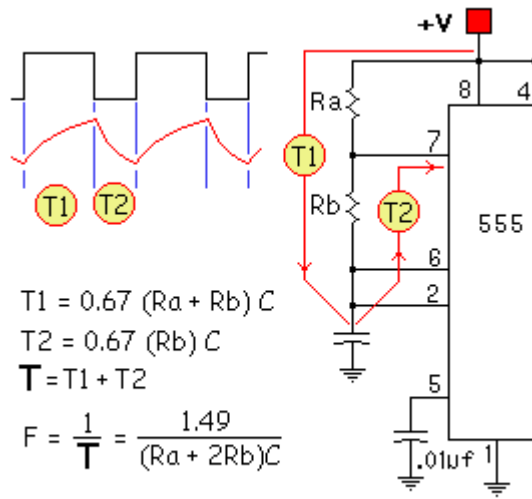 +V
8 4
Ra
7
T1
Rb
T2
555
6
2
T1 T2
T1 = 0.67 (Ra + Rb) C
T2 = 0.67 (Rb) C
T = T1 + T2
5
F = 1/T = 1.49/(Ra + 2Rb)C
.01µf 1